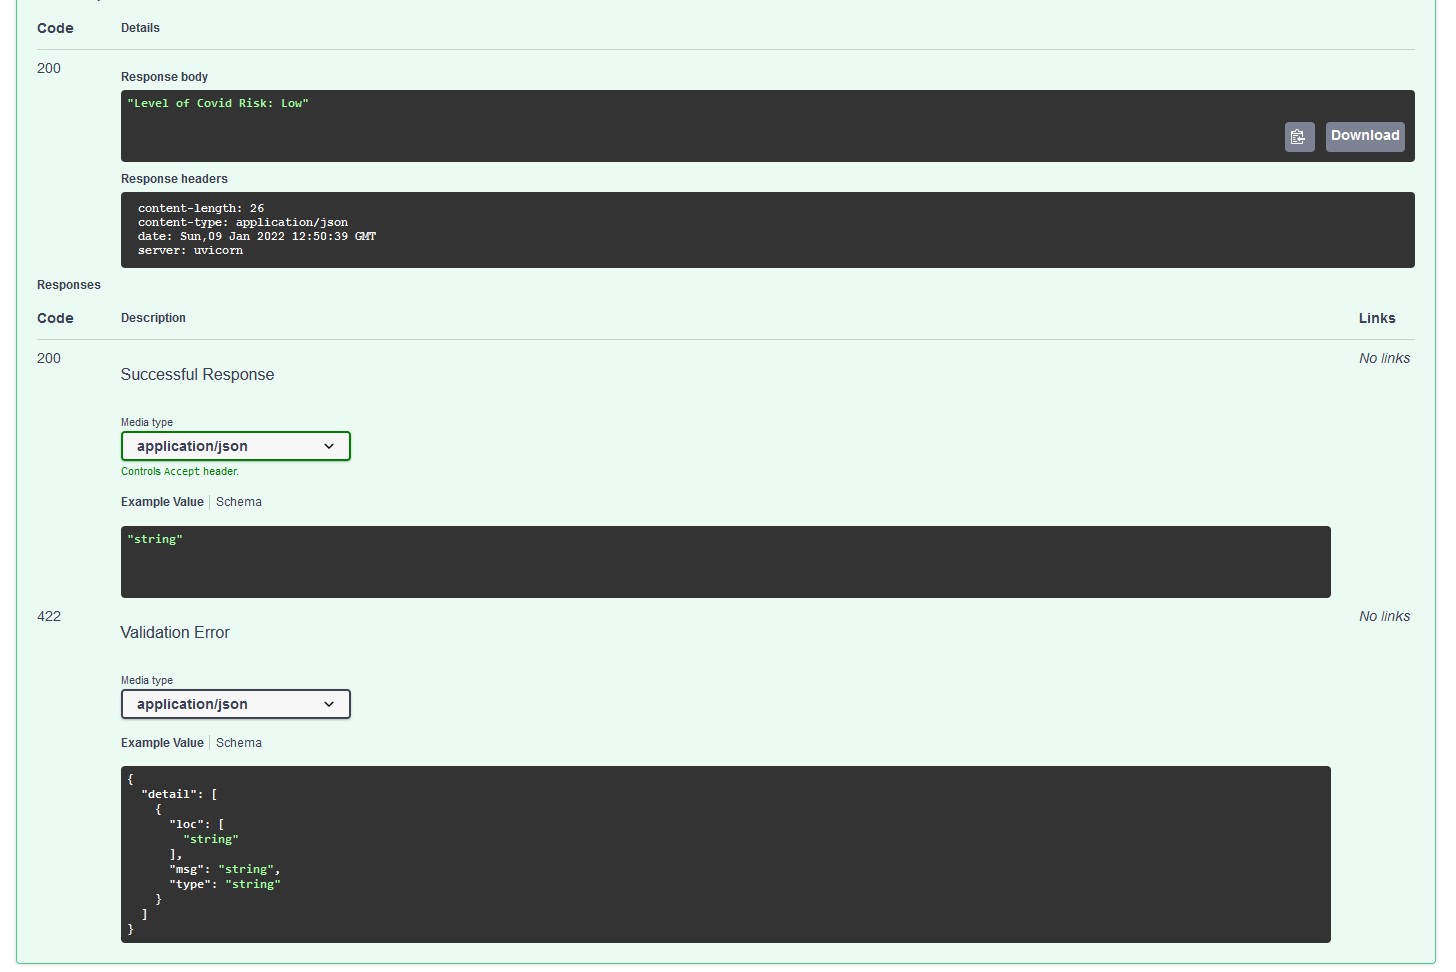 Code Details
200
Response body
"Level of Covid Risk: Low"
Download
Response headers
content-length: 26
content-type: application/json
date: Sun,09 Jan 2022 12:50:39 GMT
server: uvicorn
Responses
Code Description Links
200 No links
Successful Response
Media type
application/json
Controls Accept header.
Example Value Schema
"string"
422 No links
Validation Error
Media type
application/json
Example Value Schema
{
"detail": [
{
"loc": [
"string"
],
"msg": "string",
"type": "string"
}
]
}